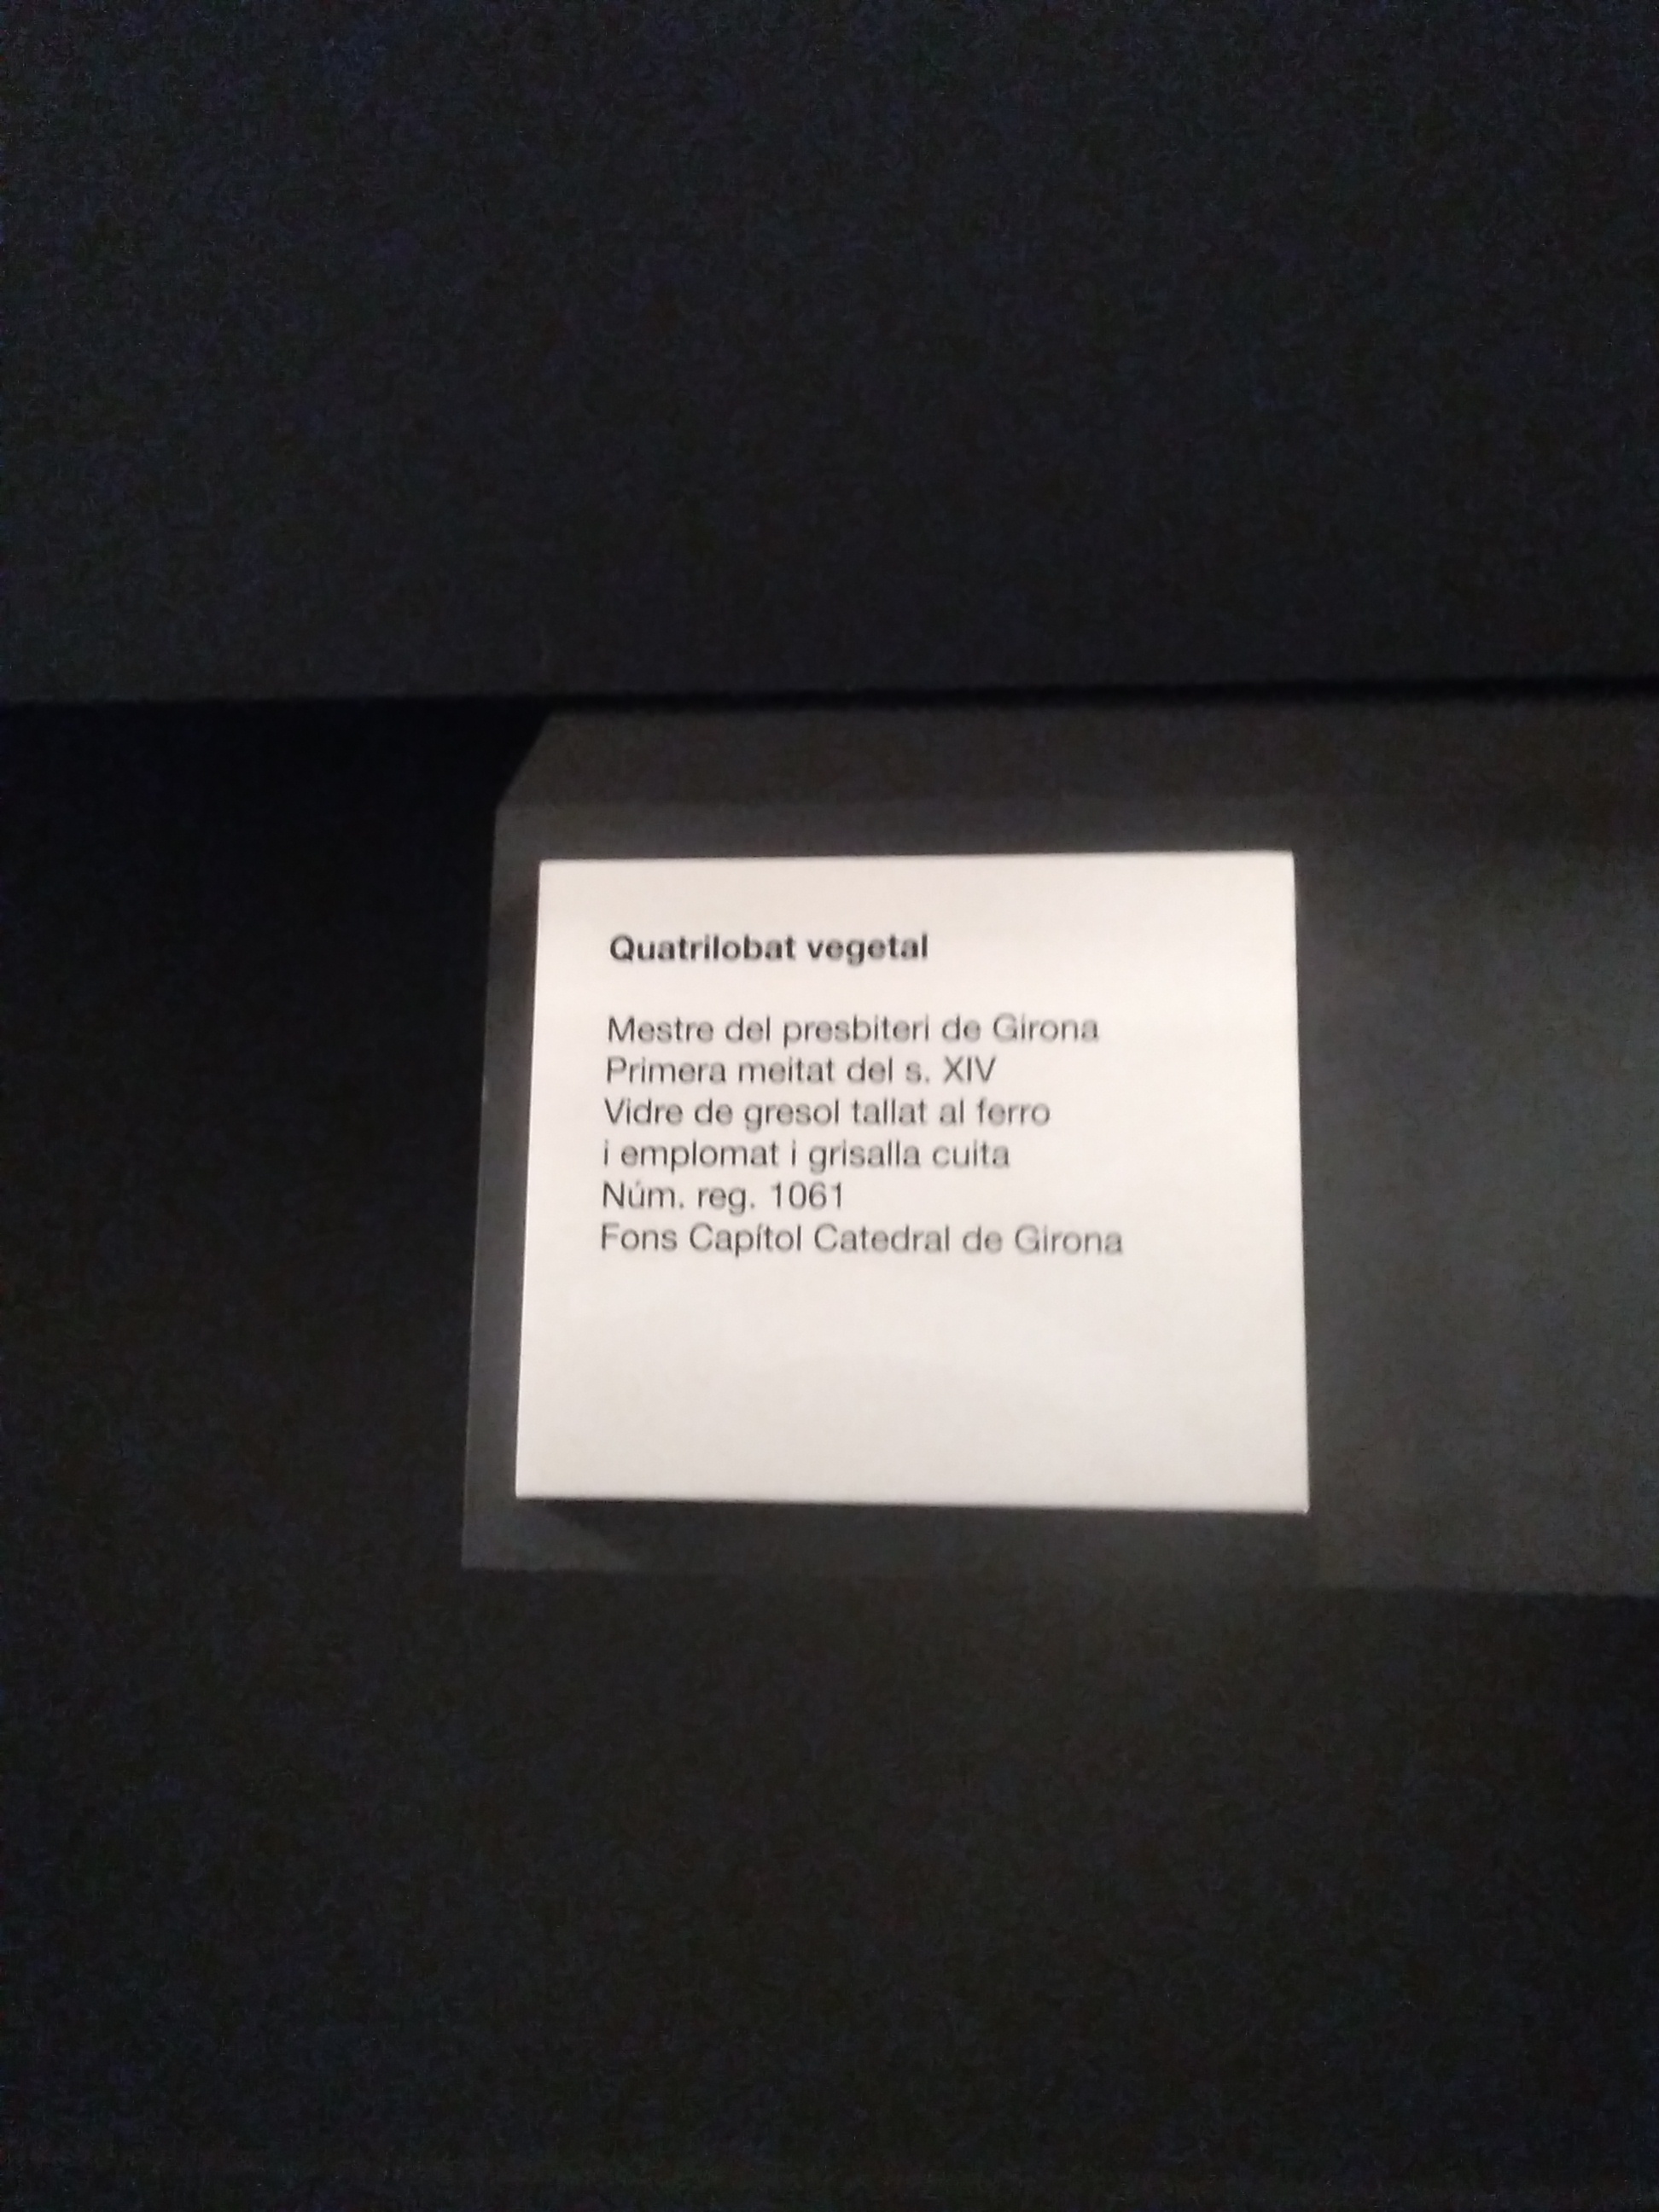 Quatrilobat vegetal
Mestre del presbiteri de Girona
Primera meitat del s. XIV
Vidre de gresol tallat al ferro
i emplomat i grisalla cuita
Núm. reg. 1061
Fons Capítol Catedral de Girona